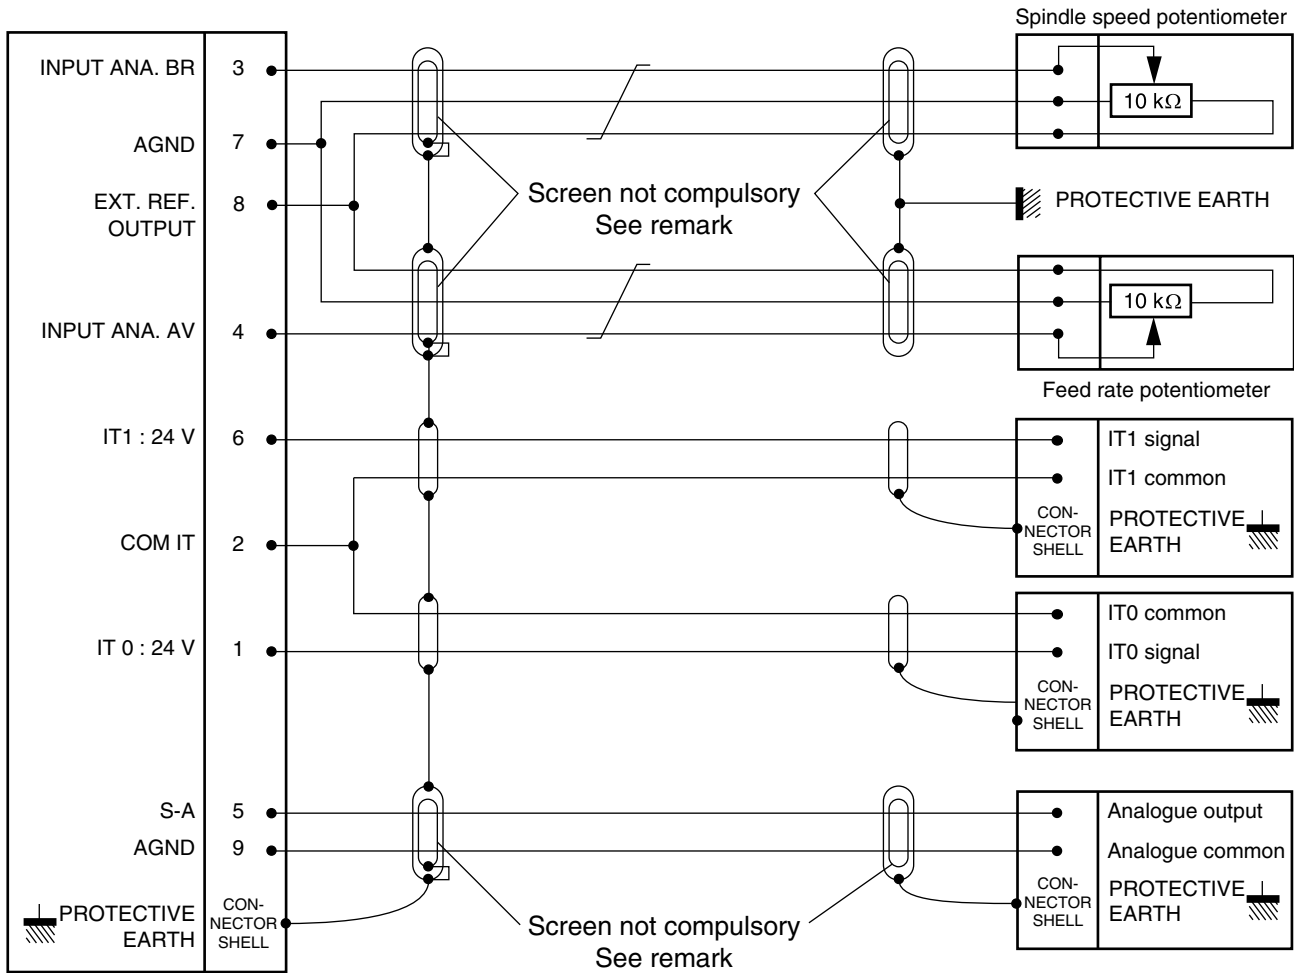 Spindle speed potentiometer
INPUT ANA. BR 3
10 kΩ
AGND 7
EXT. REF. OUTPUT 8
Screen not compulsory
See remark
PROTECTIVE EARTH
INPUT ANA. AV 4
10 kΩ
Feed rate potentiometer
IT1 : 24 V 6
IT1 signal
IT1 common
CON-
NECTOR
SHELL
PROTECTIVE
EARTH
COM IT 2
IT0 common
IT 0 : 24 V 1
IT0 signal
CON-
NECTOR
SHELL
PROTECTIVE
EARTH
S-A 5
Analogue output
AGND 9
Analogue common
CON-
NECTOR
SHELL
PROTECTIVE
EARTH
PROTECTIVE
EARTH
CON-
NECTOR
SHELL
Screen not compulsory
See remark